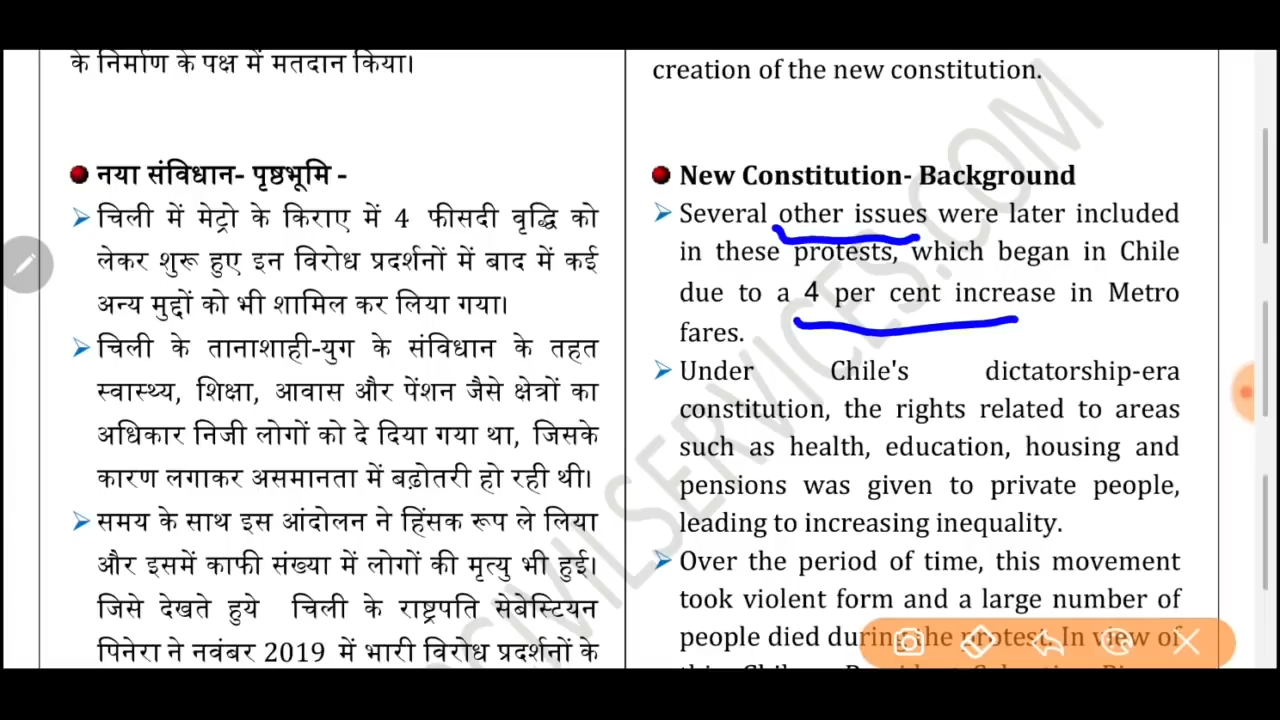 के निर्माण के पक्ष में मतदान किया।
नया संविधान- पृष्ठभूमि -
चिली में मेट्रो के किराए में 4 फीसदी वृद्धि को
लेकर शुरू हुए इन विरोध प्रदर्शनों में बाद में कई
अन्य मुद्दों को भी शामिल कर लिया गया।
चिली के तानाशाही-युग के संविधान के तहत
स्वास्थ्य, शिक्षा, आवास और पेंशन जैसे क्षेत्रों का
अधिकार निजी लोगों को दे दिया गया था, जिसके
कारण लगाकर असमानता में बढ़ोतरी हो रही थी।
समय के साथ इस आंदोलन ने हिंसक रूप ले लिया
और इसमें काफी संख्या में लोगों की मृत्यु भी हुई।
जिसे देखते हुये चिली के राष्ट्रपति सेबेस्टियन
पिनेरा ने नवंबर 2019 में भारी विरोध प्रदर्शनों के
creation of the new constitution.
New Constitution- Background
Several other issues were later included
in these protests, which began in Chile
due to a 4 per cent increase in Metro
fares.
Under Chile's dictatorship-era
constitution, the rights related to areas
such as health, education, housing and
pensions was given to private people,
leading to increasing inequality.
Over the period of time, this movement
took violent form and a large number of
people died during the protest. In view of
CIVILSERVICES.COM